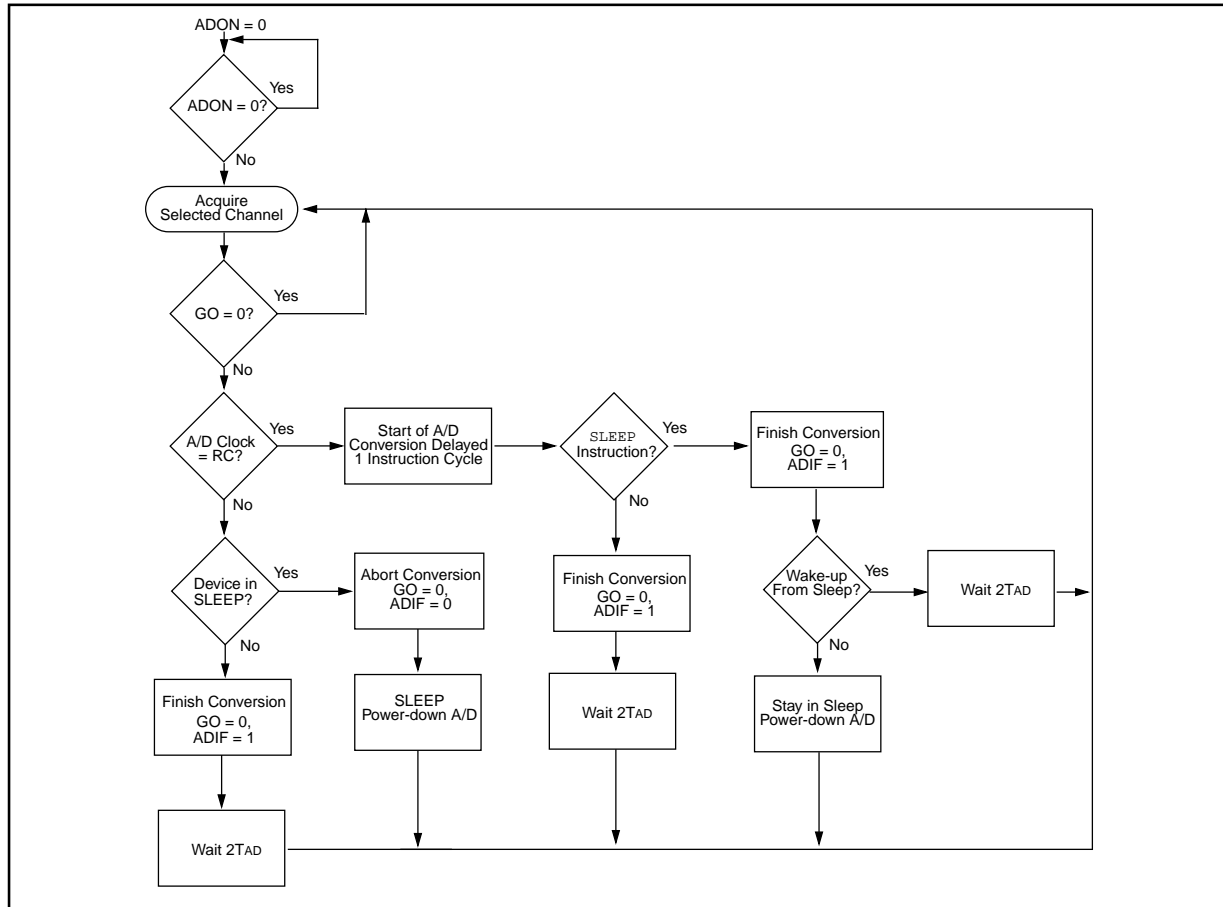 ADON = 0
Yes
ADON = 0?
No
Acquire
Selected Channel
Yes
GO = 0?
No
A/D Clock
= RC?
Yes
Start of A/D
Conversion Delayed
1 Instruction Cycle
SLEEP
Instruction?
Yes
Finish Conversion
GO = 0,
ADIF = 1
No
No
Device in
SLEEP?
Yes
Abort Conversion
GO = 0,
ADIF = 0
Finish Conversion
GO = 0,
ADIF = 1
Wake-up
From Sleep?
Yes
Wait 2TAD
No
No
Finish Conversion
GO = 0,
ADIF = 1
SLEEP
Power-down A/D
Wait 2TAD
Stay in Sleep
Power-down A/D
Wait 2TAD